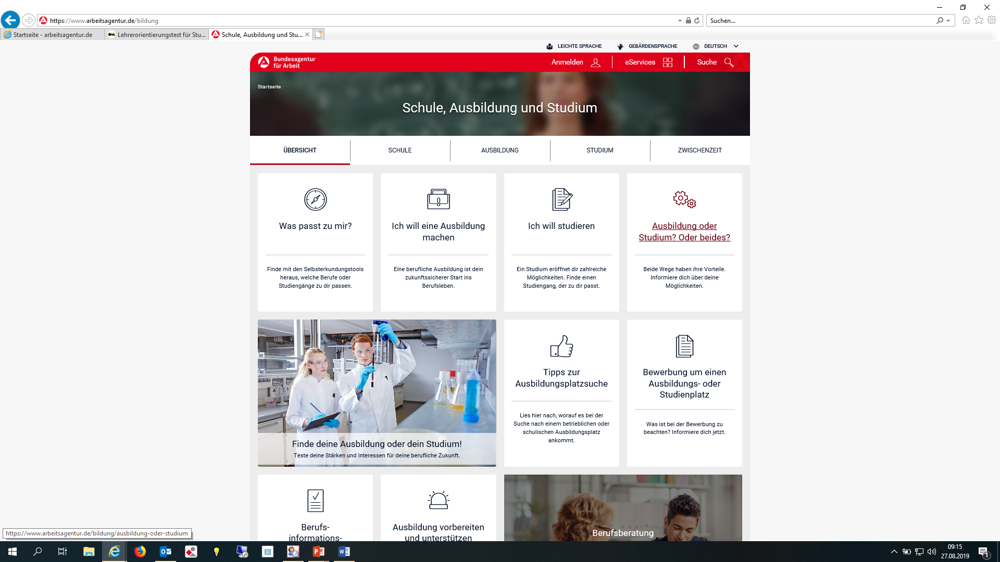 https://www.arbeitsagentur.de/bildung
Suchen...
Startseite - arbeitsagentur.de
Lehrerorientierungstest für Stu...
Schule, Ausbildung und Stu...
LEICHTE SPRACHE
GEBÄRDENSPRACHE
DEUTSCH
Bundesagentur
für Arbeit
Anmelden
eServices
Suche
Startseite
Schule, Ausbildung und Studium
ÜBERSICHT
SCHULE
AUSBILDUNG
STUDIUM
ZWISCHENZEIT
Was passt zu mir?
Finde mit den Selbsterkundungstools
heraus, welche Berufe oder
Studiengänge zu dir passen.
Ich will eine Ausbildung
machen
Eine berufliche Ausbildung ist dein
zukunftssicherer Start ins
Berufsleben.
Ich will studieren
Ein Studium eröffnet dir zahlreiche
Möglichkeiten. Finde einen
Studiengang, der zu dir passt.
Ausbildung oder
Studium? Oder beides?
Beide Wege haben ihre Vorteile.
Informiere dich über deine
Möglichkeiten.
Finde deine Ausbildung oder dein Studium!
Teste deine Stärken und Interessen für deine berufliche Zukunft.
Tipps zur
Ausbildungsplatzsuche
Lies hier nach, worauf es bei der
Suche nach einem betrieblichen oder
schulischen Ausbildungsplatz
ankommt.
Bewerbung um einen
Ausbildungs- oder
Studienplatz
Was ist bei der Bewerbung zu
beachten? Informiere dich jetzt.
Berufs-
informations-
Ausbildung vorbereiten
und unterstützen
Berufsberatung
https://www.arbeitsagentur.de/bildung/ausbildung-oder-studium
09:15
27.08.2019
1